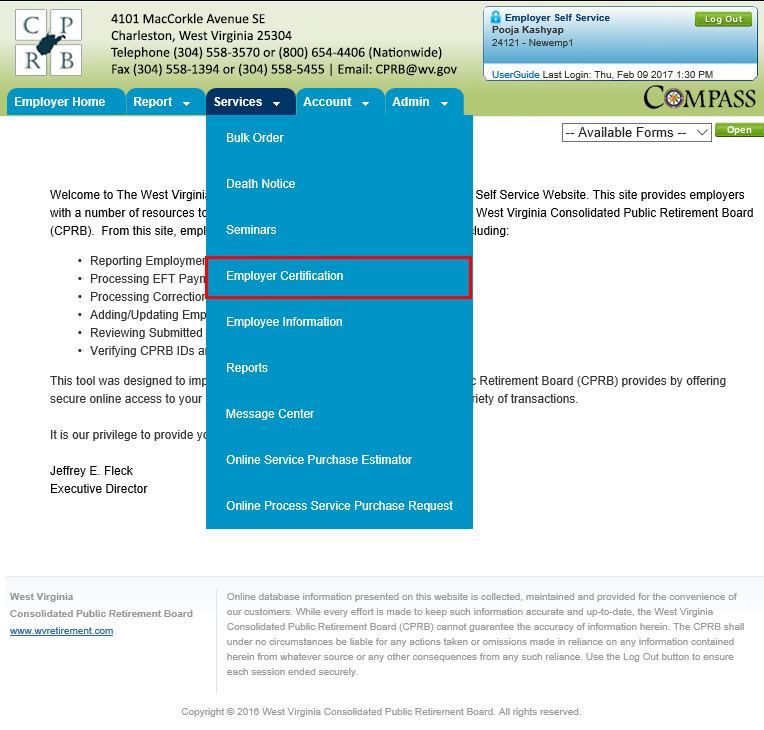 C P
R B
4101 MacCorkle Avenue SE
Charleston, West Virginia 25304
Telephone (304) 558-3570 or (800) 654-4406 (Nationwide)
Fax (304) 558-1394 or (304) 558-5455 | Email: CPRB@wv.gov
Employer Self Service
Log Out
Pooja Kashyap
24121 - Newemp1
UserGuide Last Login: Thu, Feb 09 2017 1:30 PM
COMPASS
Employer Home Report Services Account Admin
-- Available Forms -- Open
Bulk Order
Death Notice
Seminars
Employer Certification
Employee Information
Reports
Message Center
Online Service Purchase Estimator
Online Process Service Purchase Request
Welcome to The West Virginia Self Service Website. This site provides employers
with a number of resources to West Virginia Consolidated Public Retirement Board
(CPRB). From this site, empl luding:
• Reporting Employmen
• Processing EFT Payn
• Processing Correction
• Adding/Updating Emp
• Reviewing Submitted
• Verifying CPRB IDs a
This tool was designed to imp c Retirement Board (CPRB) provides by offering
secure online access to your riety of transactions.
It is our privilege to provide yo
Jeffrey E. Fleck
Executive Director
West Virginia
Consolidated Public Retirement Board
www.wvretirement.com
Online database information presented on this website is collected, maintained and provided for the convenience of
our customers. While every effort is made to keep such information accurate and up-to-date, the West Virginia
Consolidated Public Retirement Board (CPRB) cannot guarantee the accuracy of information herein. The CPRB shall
under no circumstances be liable for any actions taken or omissions made in reliance on any information contained
herein from whatever source or any other consequences from any such reliance. Use the Log Out button to ensure
each session ended securely.
Copyright © 2016 West Virginia Consolidated Public Retirement Board. All rights reserved.